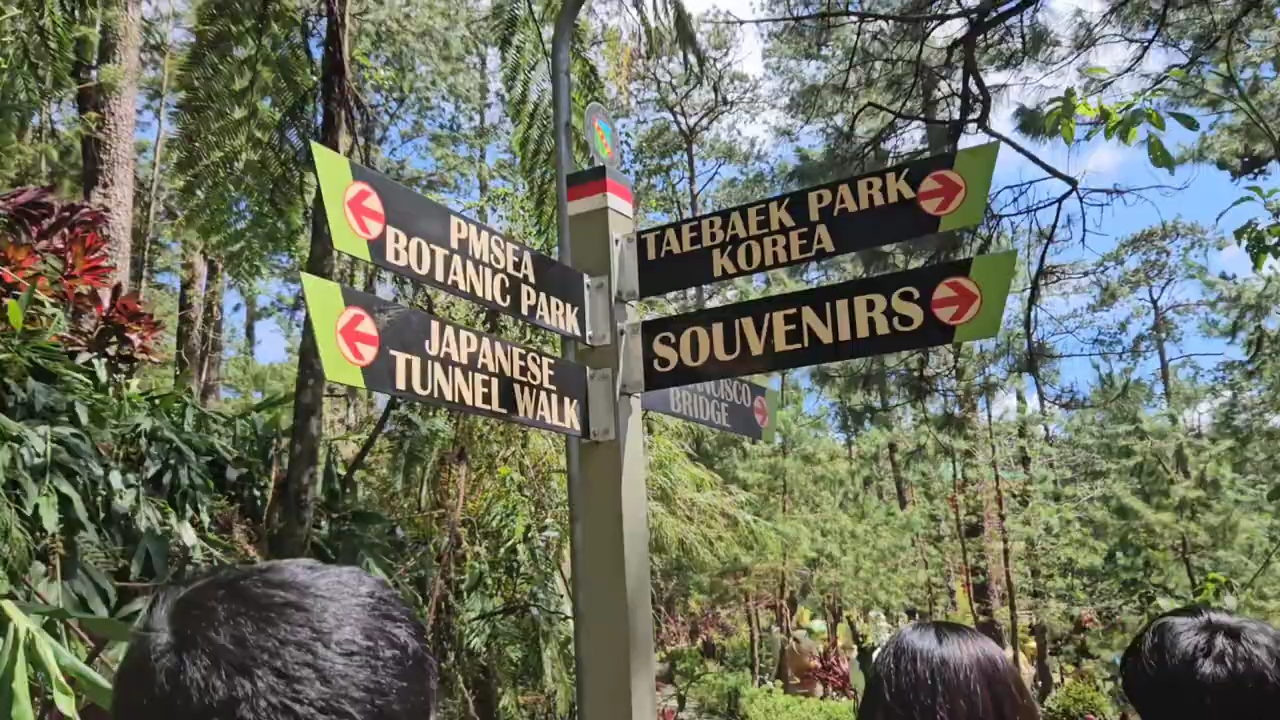 PMSEA
BOTANIC PARK
JAPANESE
TUNNEL WALK
TAEBAEK PARK
KOREA
SOUVENIRS
BRIDGE